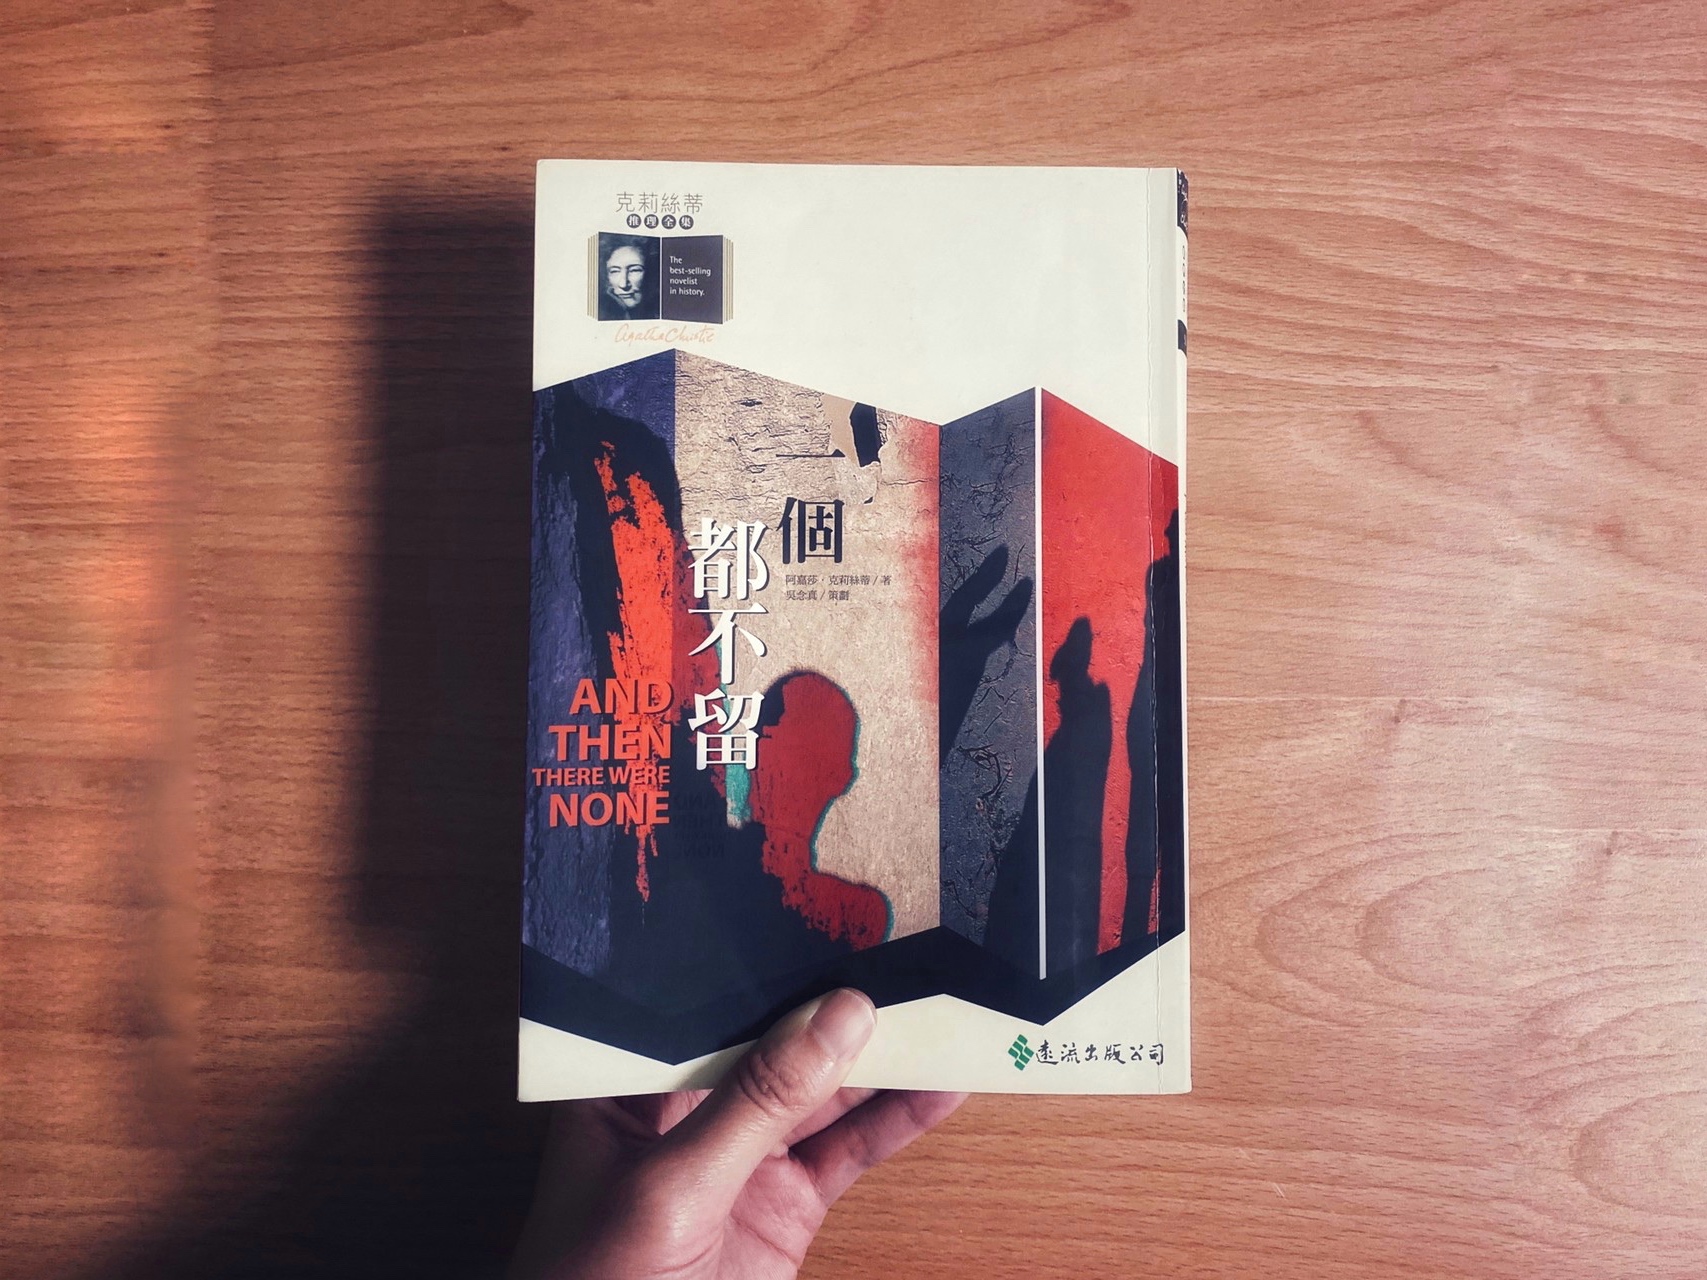 克莉絲蒂
推理全集
The
best-selling
novelist
in history.
Agatha Christie
一個
都不留
阿嘉莎·克莉絲蒂/著
吳念真/策劃
AND
THEN
THERE WERE
NONE
遠流出版公司